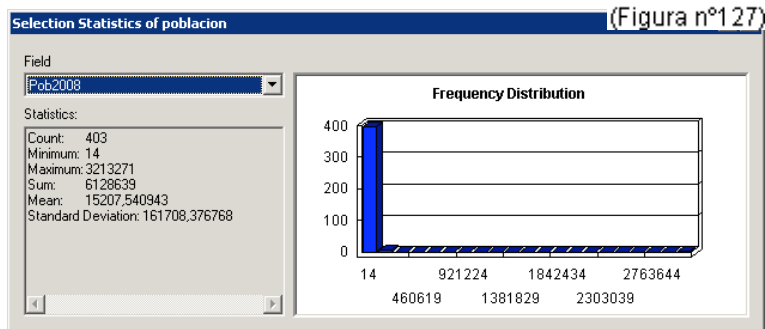 (Figura nº127)
Selection Statistics of poblacion
Field
Pob2008
Statistics:
Count: 403
Minimum: 14
Maximum: 3213271
Sum: 6128639
Mean: 15207,540943
Standard Deviation: 161708,376768
Frequency Distribution
400
300
200
100
0
14 921224 1842434 2763644
460619 1381829 2303039